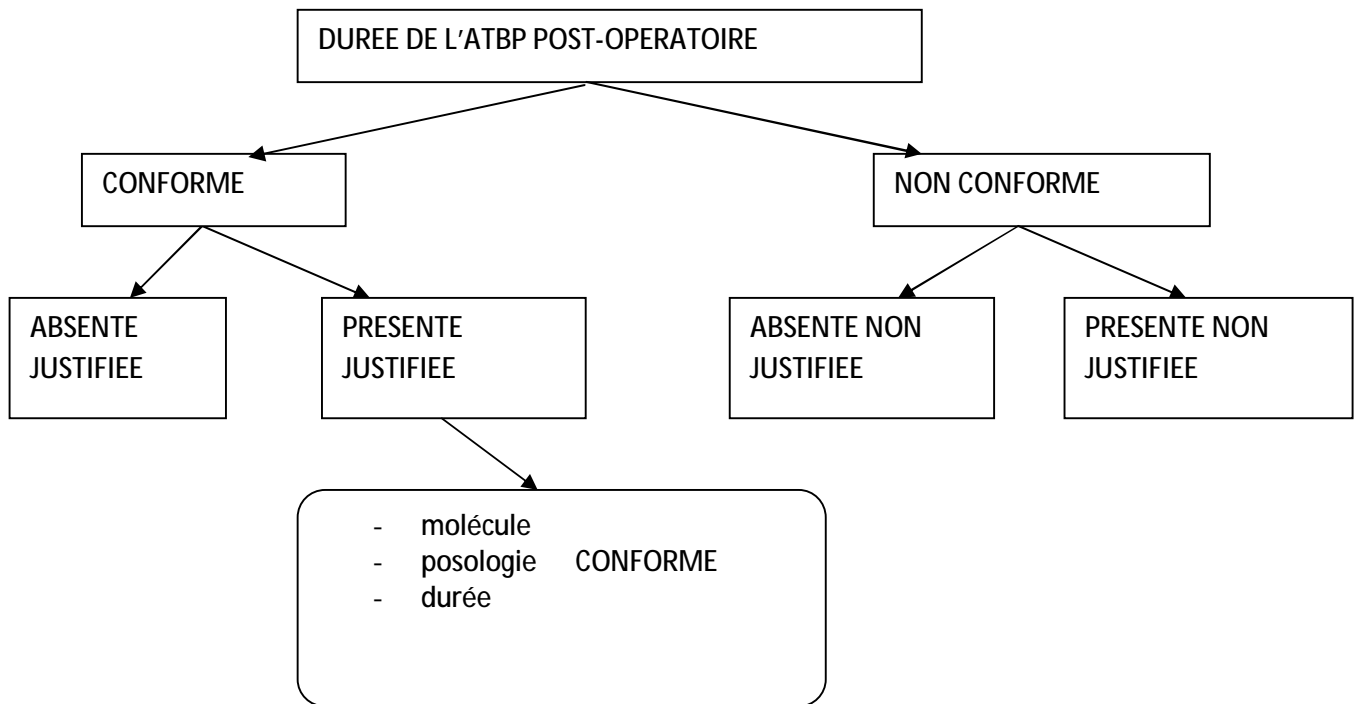 DUREE DE L'ATBP POST-OPERATOIRE
CONFORME
NON CONFORME
ABSENTE
JUSTIFIEE
PRESENTE
JUSTIFIEE
ABSENTE NON
JUSTIFIEE
PRESENTE NON
JUSTIFIEE
- molécule
- posologie CONFORME
- durée